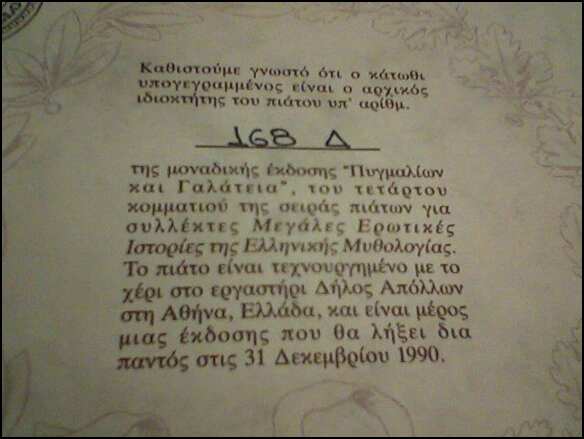 Καθιστούμε γνωστό ότι ο κάτωθι
υπογεγραμμένος είναι ο αρχικός
ιδιοκτήτης του πιάτου υπ' αρίθμ.
168 Δ
της μοναδικής έκδοσης "Πυγμαλίων
και Γαλάτεια", του τετάρτου
κομματιού της σειράς πιάτων για
συλλέκτες Μεγάλες Ερωτικές
Ιστορίες της Ελληνικής Μυθολογίας.
Το πιάτο είναι τεχνουργημένο με το
χέρι στο εργαστήρι Δήλος Απόλλων
στη Αθήνα, Ελλάδα, και είναι μέρος
μιας έκδοσης που θα λήξει δια
παντός στις 31 Δεκεμβρίου 1990.